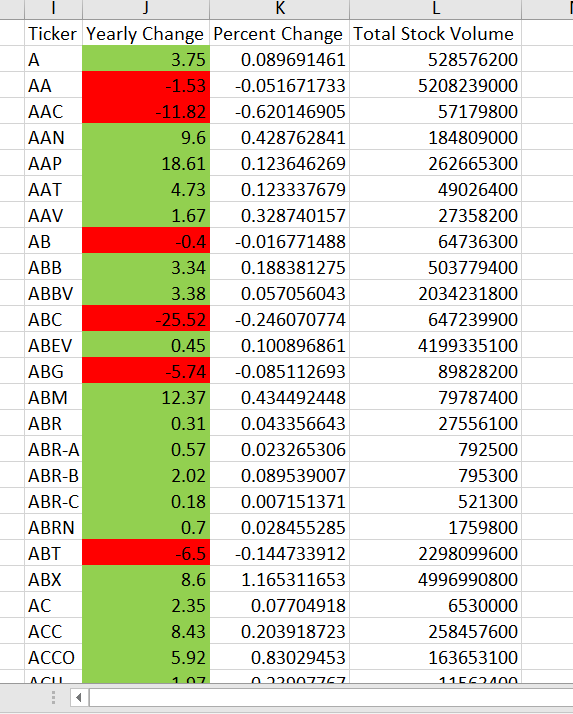 I J K L
Ticker Yearly Change Percent Change Total Stock Volume
A 3.75 0.089691461 528576200
AA -1.53 -0.051671733 5208239000
AAC -11.82 -0.620146905 57179800
AAN 9.6 0.428762841 184809000
AAP 18.61 0.123646269 262665300
AAT 4.73 0.123337679 49026400
AAV 1.67 0.328740157 27358200
AB -0.4 -0.016771488 64736300
ABB 3.34 0.188381275 503779400
ABBV 3.38 0.057056043 2034231800
ABC -25.52 -0.246070774 647239900
ABEV 0.45 0.100896861 4199335100
ABG -5.74 -0.085112693 89828200
ABM 12.37 0.434492448 79787400
ABR 0.31 0.043356643 27556100
ABR-A 0.57 0.023265306 792500
ABR-B 2.02 0.089539007 795300
ABR-C 0.18 0.007151371 521300
ABRN 0.7 0.028455285 1759800
ABT -6.5 -0.144733912 2298099600
ABX 8.6 1.165311653 4996990800
AC 2.35 0.07704918 6530000
ACC 8.43 0.203918723 258457600
ACCO 5.92 0.83029453 163653100